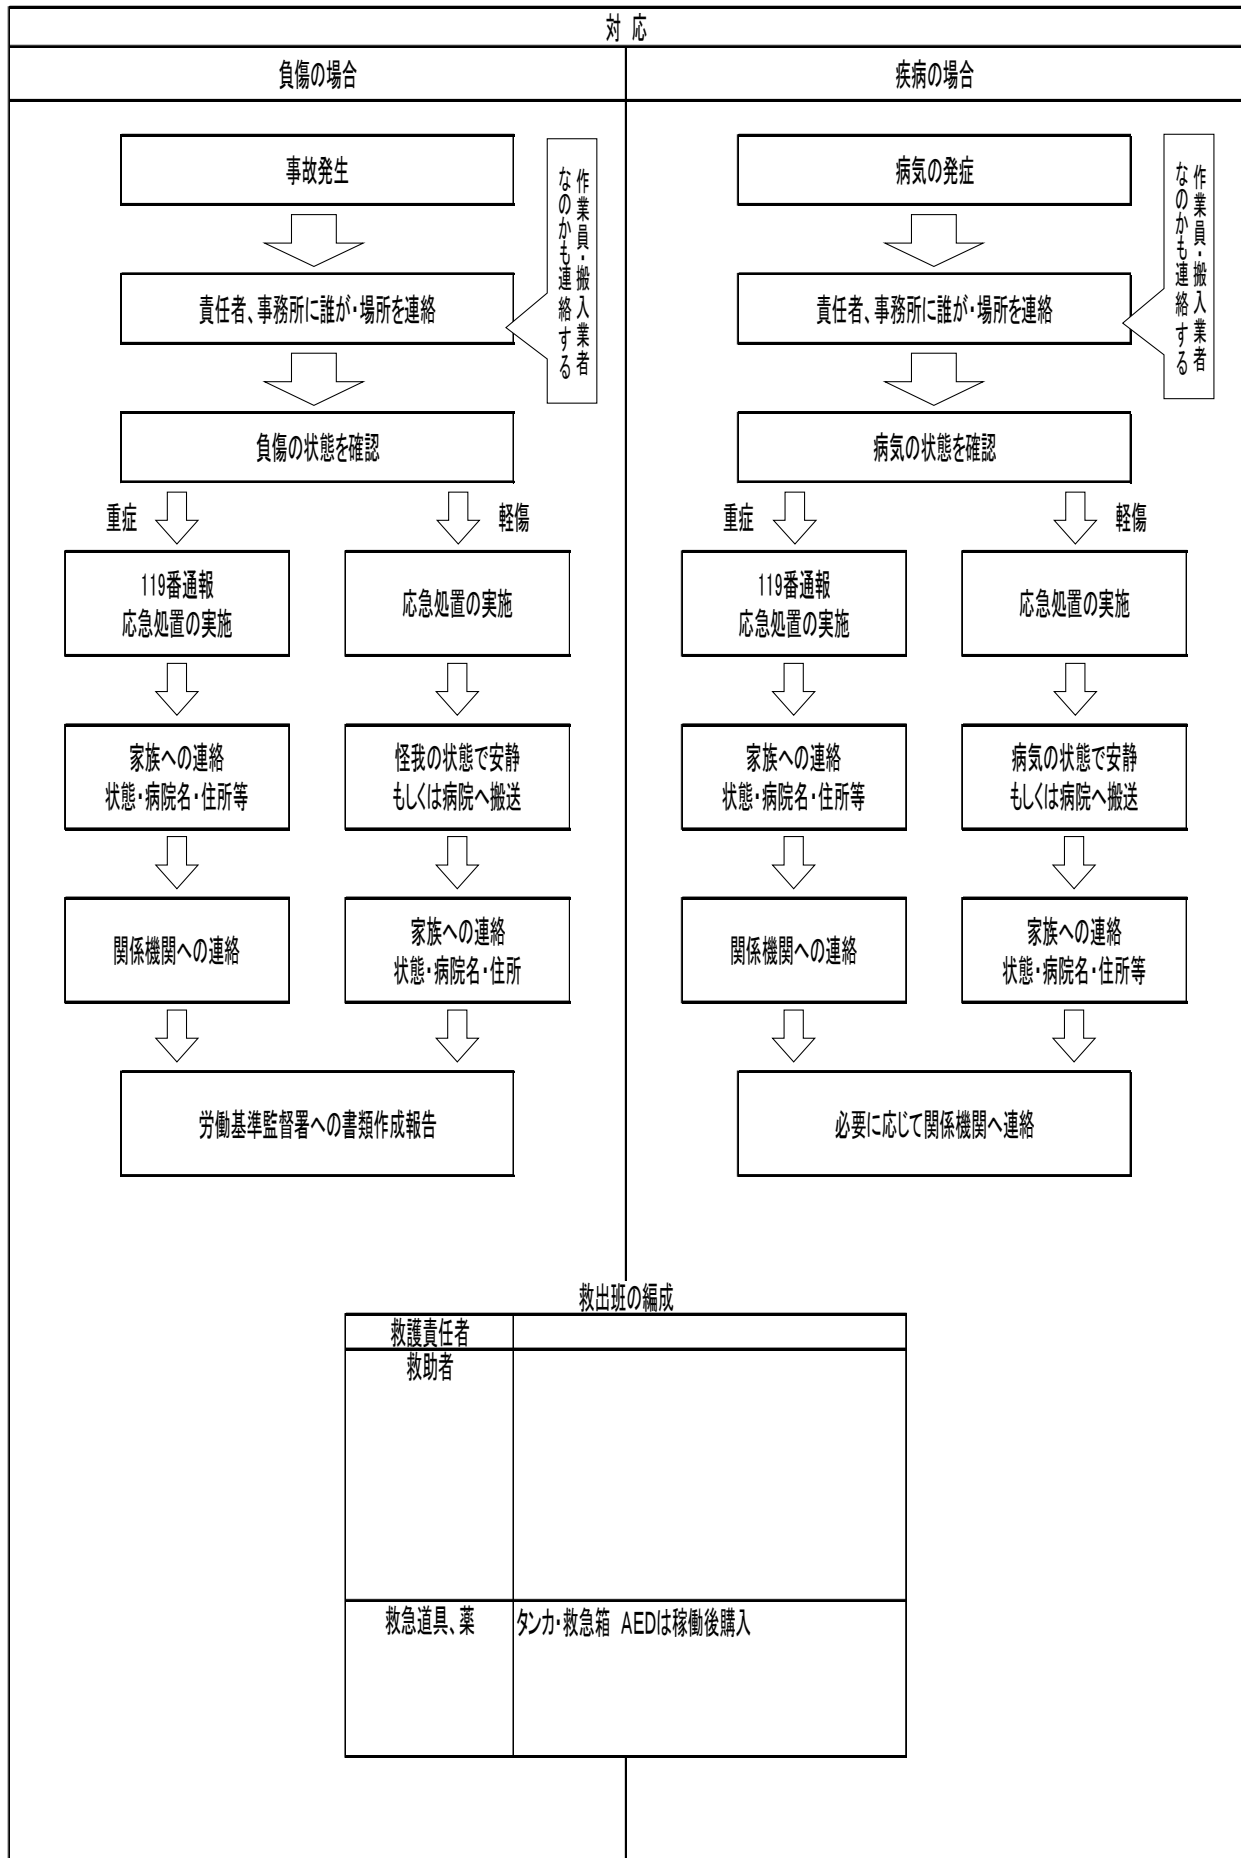 対 応
負傷の場合
疾病の場合
事故発生
作業員・搬入業者
なのかも連絡する
責任者、事務所に誰が・場所を連絡
負傷の状態を確認
重症
軽傷
119番通報
応急処置の実施
応急処置の実施
家族への連絡
状態・病院名・住所等
怪我の状態で安静
もしくは病院へ搬送
関係機関への連絡
家族への連絡
状態・病院名・住所
労働基準監督署への書類作成報告
病気の発症
作業員・搬入業者
なのかも連絡する
責任者、事務所に誰が・場所を連絡
病気の状態を確認
重症
軽傷
119番通報
応急処置の実施
応急処置の実施
家族への連絡
状態・病院名・住所等
病気の状態で安静
もしくは病院へ搬送
関係機関への連絡
家族への連絡
状態・病院名・住所等
必要に応じて関係機関へ連絡
救出班の編成
救護責任者
救助者
救急道具、薬
タンカ・救急箱 AEDは稼働後購入